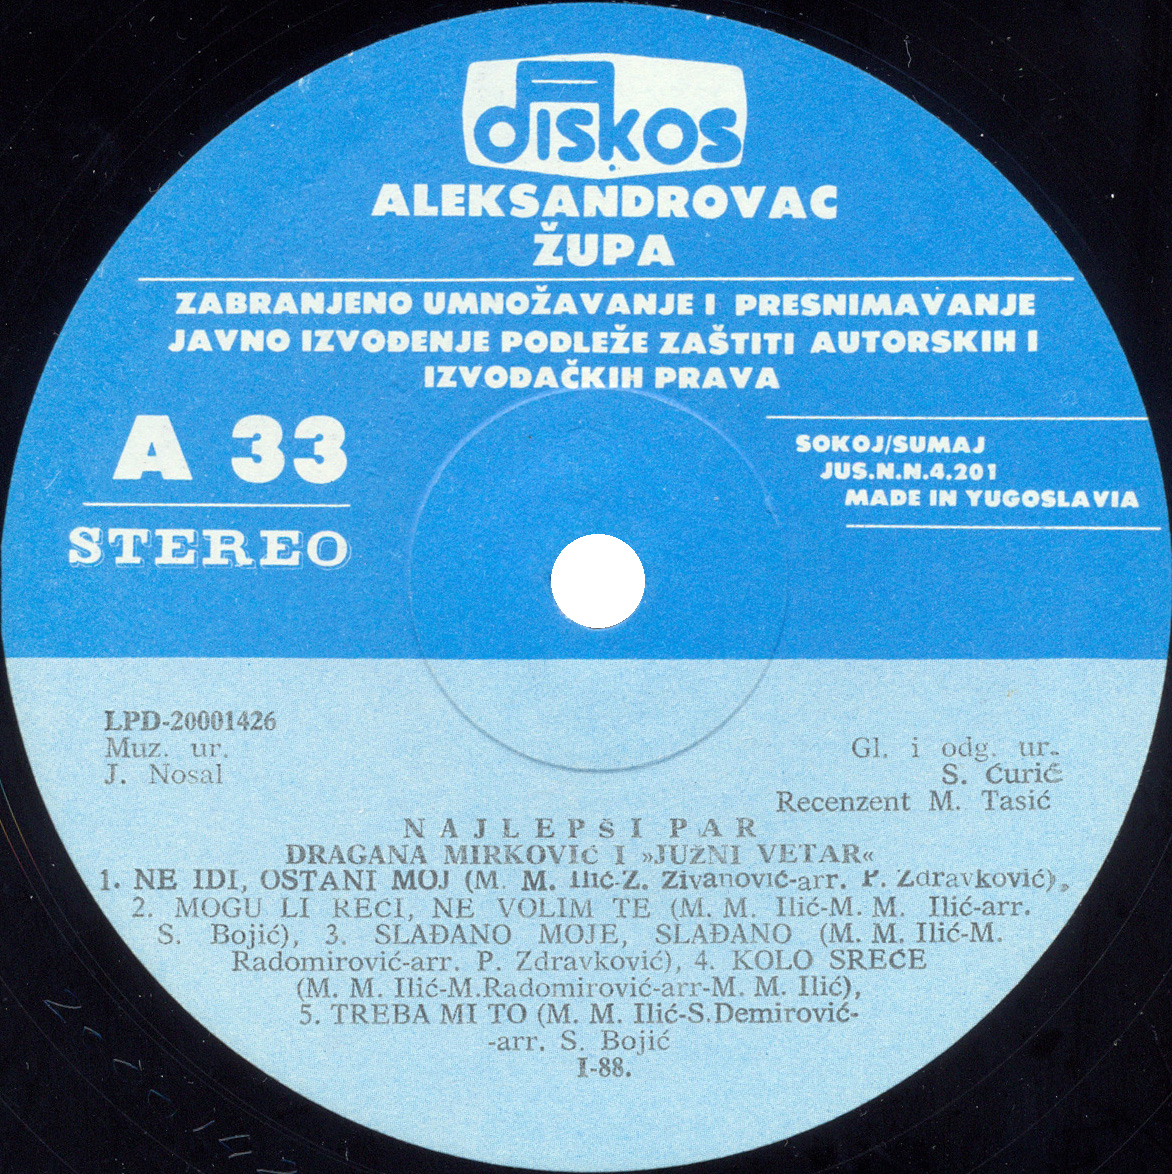 DISKOS
ALEKSANDROVAC
ŽUPA
ZABRANJENO UMNOŽAVANJE I PRESNIMAVANJE
JAVNO IZVOĐENJE PODLEŽE ZAŠTITI AUTORSKIH I
IZVOĐAČKIH PRAVA
A 33
STEREO
SOKOJ/SUMAJ
JUS.N.N.4.201
MADE IN YUGOSLAVIA
LPD-20001426
Muz. ur.
J. Nosal
Gl. i odg. ur.
S. Ćurić
Recenzent M. Tasić
NAJLEPŠI PAR
DRAGANA MIRKOVIĆ I »JUŽNI VETAR«
1. NE IDI, OSTANI MOJ (M. M. Ilić-Z. Živanović-arr. P. Zdravković),
2. MOGU LI REĆI, NE VOLIM TE (M. M. Ilić-M. M. Ilić-arr.
S. Bojić), 3. SLAĐANO MOJE, SLAĐANO (M. M. Ilić-M.
Radomirović-arr. P. Zdravković), 4. KOLO SREĆE
(M. M. Ilić-M.Radomirović-arr-M. M. Ilić),
5. TREBA MI TO (M. M. Ilić-S.Demirović-
-arr. S. Bojić
I-88.